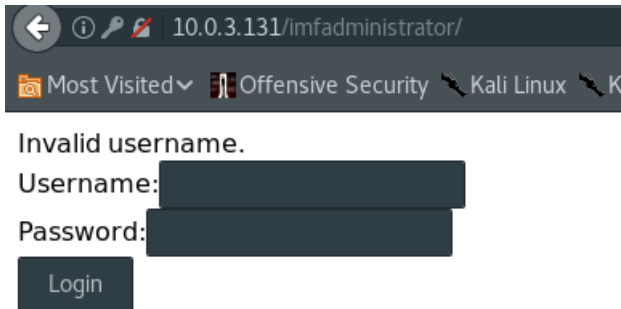 10.0.3.131/imfadministrator/
Most Visited Offensive Security Kali Linux K
Invalid username.
Username:
Password:
Login